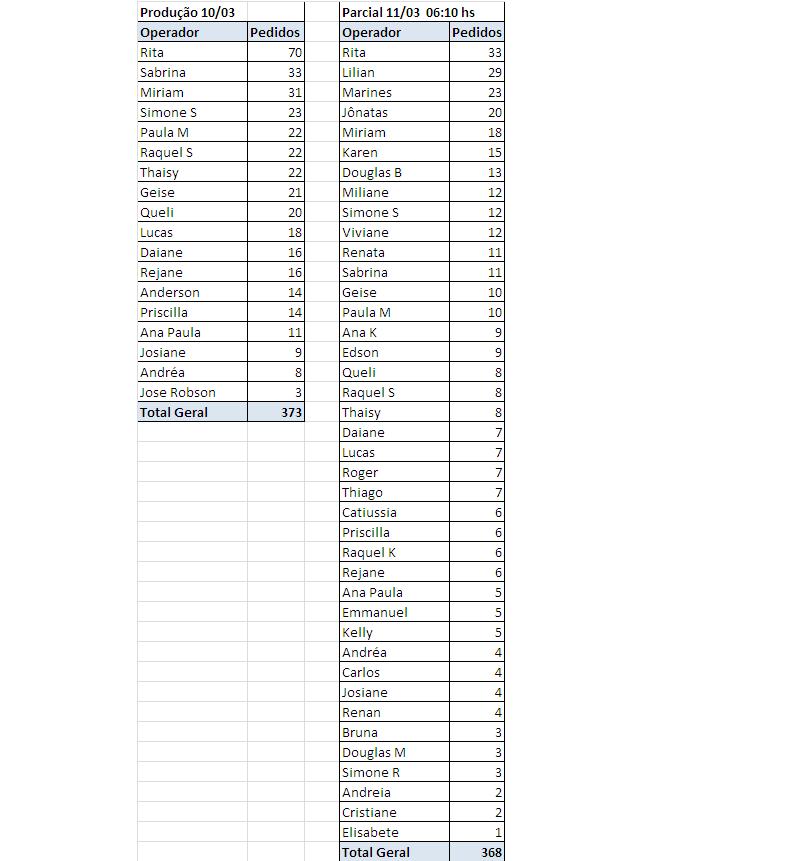 Produção 10/03 Parcial 11/03 06:10 hs
Operador Pedidos Operador Pedidos
Rita 70 Rita 33
Sabrina 33 Lilian 29
Miriam 31 Marines 23
Simone S 23 Jônatas 20
Paula M 22 Miriam 18
Raquel S 22 Karen 15
Thaisy 22 Douglas B 13
Geise 21 Miliane 12
Queli 20 Simone S 12
Lucas 18 Viviane 12
Daiane 16 Renata 11
Rejane 16 Sabrina 11
Anderson 14 Geise 10
Priscilla 14 Paula M 10
Ana Paula 11 Ana K 9
Josiane 9 Edson 9
Andréa 8 Queli 8
Jose Robson 3 Raquel S 8
Total Geral 373 Thaisy 8
Daiane 7
Lucas 7
Roger 7
Thiago 7
Catiussia 6
Priscilla 6
Raquel K 6
Rejane 6
Ana Paula 5
Emmanuel 5
Kelly 5
Andréa 4
Carlos 4
Josiane 4
Renan 4
Bruna 3
Douglas M 3
Simone R 3
Andreia 2
Cristiane 2
Elisabete 1
Total Geral 368